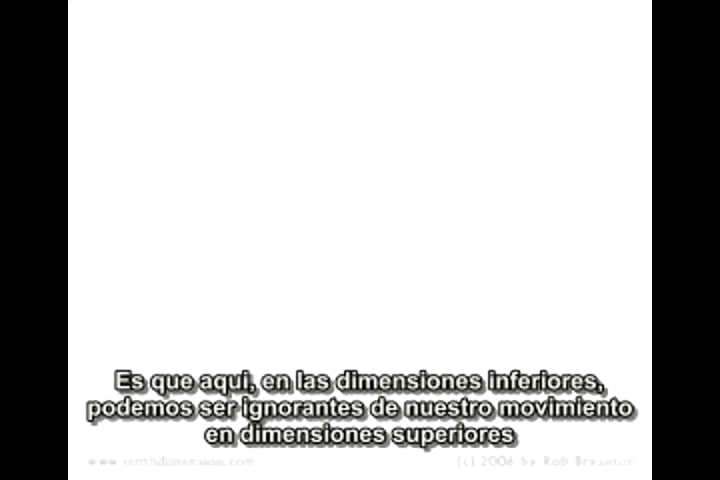 Es que aqui, en las dimensiones inferiores,
podemos ser ignorantes de nuestro movimiento
en dimensiones superiores
(c) 2006 by Rob Bryanton